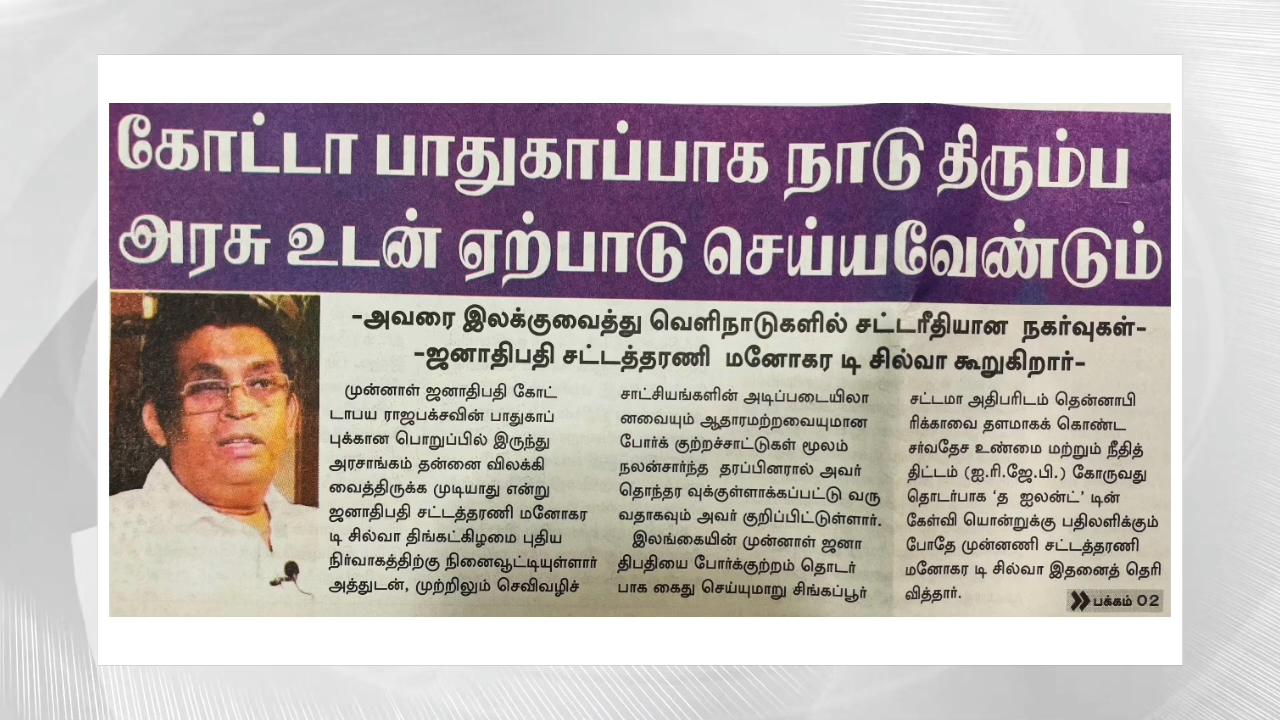 கோட்டா பாதுகாப்பாக நாடு திரும்ப
அரசு உடன் ஏற்பாடு செய்யவேண்டும்
-அவரை இலக்குவைத்து வெளிநாடுகளில் சட்டரீதியான நகர்வுகள்-
-ஜனாதிபதி சட்டத்தரணி மனோகர டி சில்வா கூறுகிறார்-
முன்னாள் ஜனாதிபதி கோட்
டாபய ராஜபக்சவின் பாதுகாப்
புக்கான பொறுப்பில் இருந்து
அரசாங்கம் தன்னை விலக்கி
வைத்திருக்க முடியாது என்று
ஜனாதிபதி சட்டத்தரணி மனோகர
டி சில்வா திங்கட்கிழமை புதிய
நிர்வாகத்திற்கு நினைவூட்டியுள்ளார்
அத்துடன், முற்றிலும் செவிவழிச்
சாட்சியங்களின் அடிப்படையிலா
னவையும் ஆதாரமற்றவையுமான
போர்க் குற்றச்சாட்டுகள் மூலம்
நலன்சார்ந்த தரப்பினரால் அவர்
தொந்தர வுக்குள்ளாக்கப்பட்டு வரு
வதாகவும் அவர் குறிப்பிட்டுள்ளார்.
இலங்கையின் முன்னாள் ஜனா
திபதியை போர்க்குற்றம் தொடர்
பாக கைது செய்யுமாறு சிங்கப்பூர்
சட்டமா அதிபரிடம் தென்னாபி
ரிக்காவை தளமாகக் கொண்ட
சர்வதேச உண்மை மற்றும் நீதித்
திட்டம் (ஐ.ரி.ஜே.பி.) கோருவது
தொடர்பாக ‘த ஐலன்ட்’ டின்
கேள்வி யொன்றுக்கு பதிலளிக்கும்
போதே முன்னணி சட்டத்தரணி
மனோகர டி சில்வா இதனைத் தெரி
வித்தார்.
பக்கம் 02